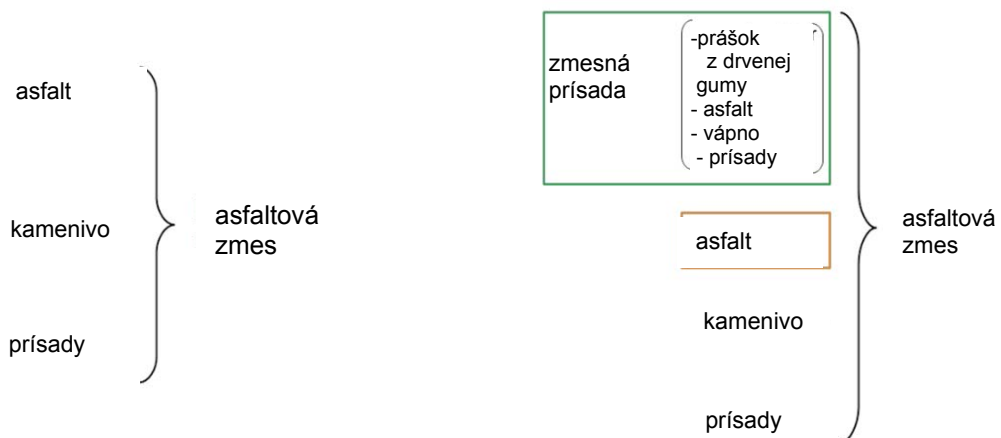 asfalt
kamenivo
prísady
asfaltová
zmes
zmesná
prísada
-prášok
z drvenej
gumy
- asfalt
- vápno
- prísady
asfalt
kamenivo
prísady
asfaltová
zmes